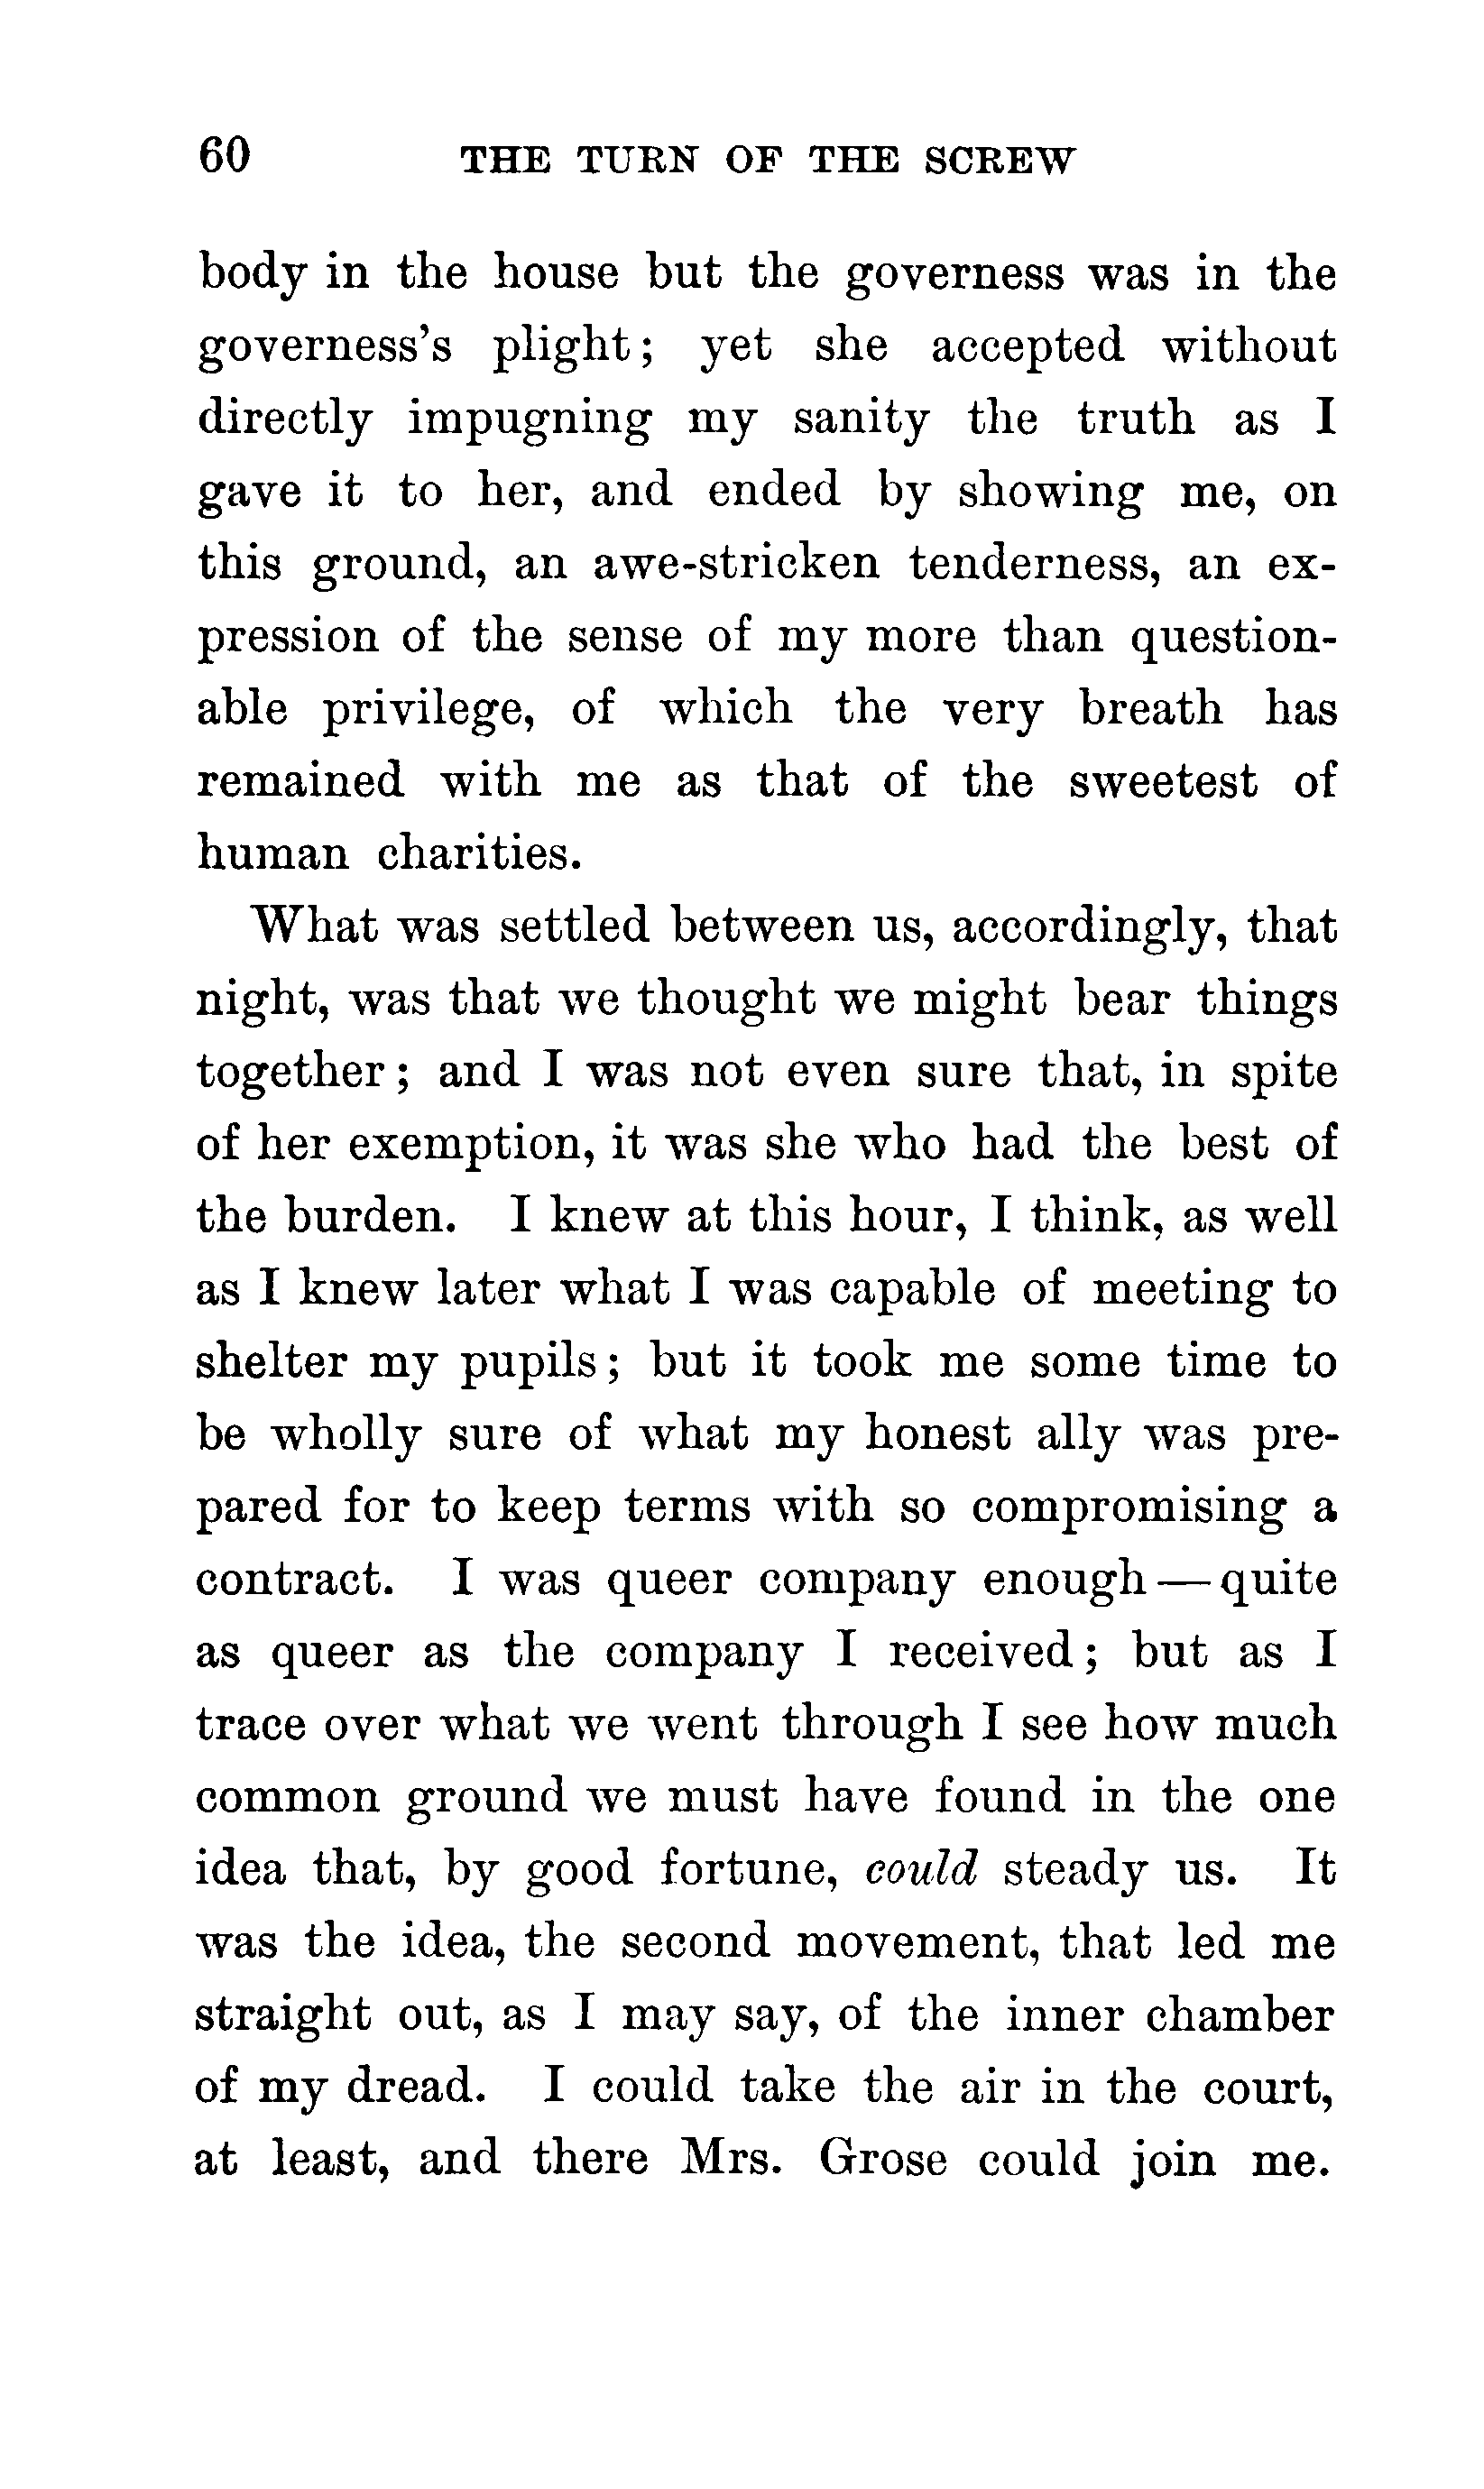 60 THE TURN OF THE SCREW
body in the house but the governess was in the
governess's plight; yet she accepted without
directly impugning my sanity the truth as I
gave it to her, and ended by showing me, on
this ground, an awe-stricken tenderness, an ex-
pression of the sense of my more than question-
able privilege, of which the very breath has
remained with me as that of the sweetest of
human charities.
What was settled between us, accordingly, that
night, was that we thought we might bear things
together; and I was not even sure that, in spite
of her exemption, it was she who had the best of
the burden. I knew at this hour, I think, as well
as I knew later what I was capable of meeting to
shelter my pupils; but it took me some time to
be wholly sure of what my honest ally was pre-
pared for to keep terms with so compromising a
contract. I was queer company enough — quite
as queer as the company I received; but as I
trace over what we went through I see how much
common ground we must have found in the one
idea that, by good fortune, could steady us. It
was the idea, the second movement, that led me
straight out, as I may say, of the inner chamber
of my dread. I could take the air in the court,
at least, and there Mrs. Grose could join me.